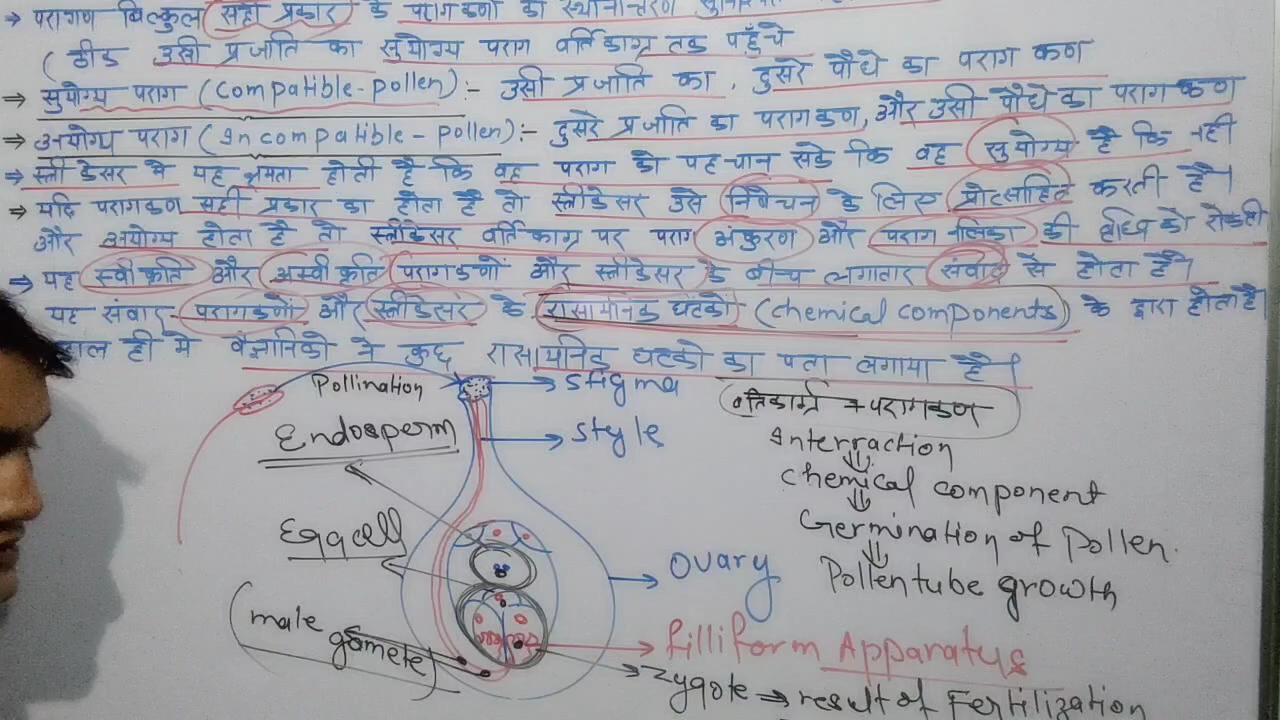 → परागण बिल्कुल सही प्रकार के परागकणों का स्थानान्तरण
( ठीक उसी प्रजाति का सुयोग्य पराग वर्तिकाग्र तक पहुँचे
⇒ सुयोग्य पराग (Compatible-pollen):- उसी प्रजाति का, दुसरे पौधे का पराग कण
⇒ अयोग्य पराग (Incompatible-pollen):- दुसरे प्रजाति का परागकण, और उसी पौधे का पराग कण
⇒ स्त्रीकेसर मे यह क्षमता होती है कि वह पराग को पहचान सके कि वह सुयोग्य है कि नही
⇒ यदि परागकण सही प्रकार का होता है तो स्त्रीकेसर उसे निषेचन के लिए प्रोत्साहित करती है।
और अयोग्य होता है तो स्त्रीकेसर वर्तिकाग्र पर पराग अंकुरण और पराग नलिका की वृध्दि को रोकती
⇒ यह स्वीकृति और अस्वीकृति परागकणों और स्त्रीकेसर के बीच लगातार संवाद से होता है।
यह संवाद परागकणों और स्त्रीकेसर के रासायनिक घटकों (chemical components) के द्वारा होता है।
हाल ही मे वैज्ञानिको ने कुछ रासायनिक घटको का पता लगाया है।
Pollination
Stigma
Style
Endosperm
Egg cell
(male gamete)
Ovary
filliform Apparatus
Zygote ⇒ result of Fertilization
वर्तिकाग्र + परागकण
Interraction
⇓
Chemical component
⇓
Germination of Pollen.
⇓
Pollen tube growth